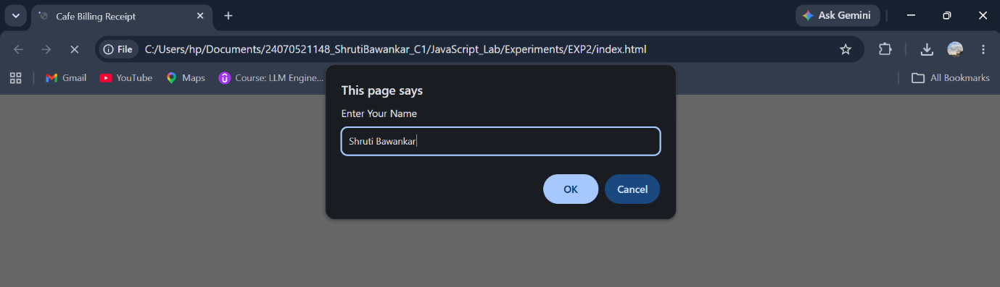 Cafe Billing Receipt
Ask Gemini
File C:/Users/hp/Documents/24070521148_ShrutiBawankar_C1/JavaScript_Lab/Experiments/EXP2/index.html
Gmail YouTube Maps Course: LLM Engine... All Bookmarks
This page says
Enter Your Name
Shruti Bawankar
OK Cancel